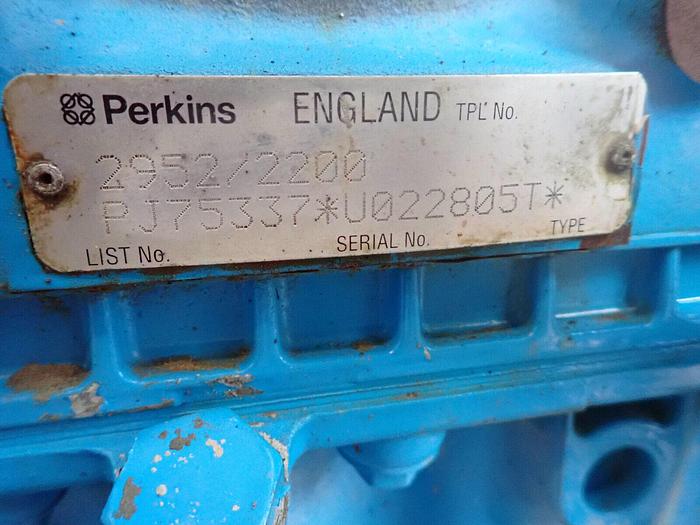 Perkins ENGLAND TPL No.
2952/2200
PJ75337*U022805T*
LIST No. SERIAL No. TYPE